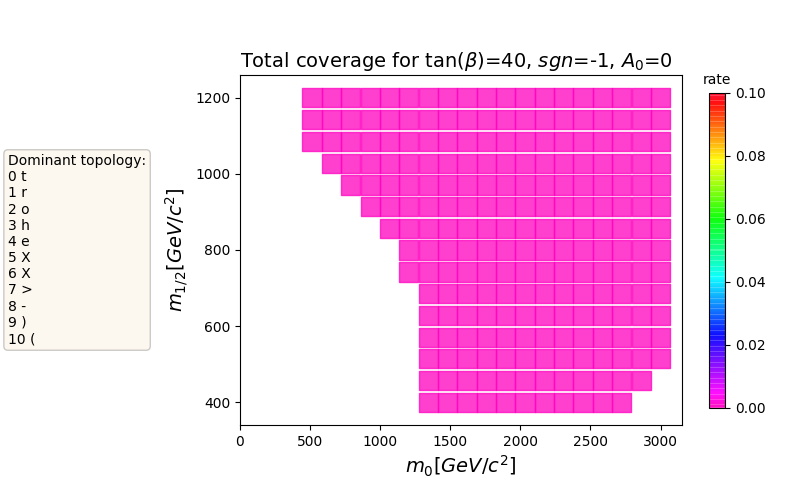 Total coverage for tan(β)=40, sgn=-1, A₀=0
Dominant topology:
0 t
1 r
2 o
3 h
4 e
5 X
6 X
7 >
8 -
9 )
10 (
m₁/₂[GeV/c²]
1200
1000
800
600
400
0 500 1000 1500 2000 2500 3000
m₀[GeV/c²]
rate
0.10
0.08
0.06
0.04
0.02
0.00